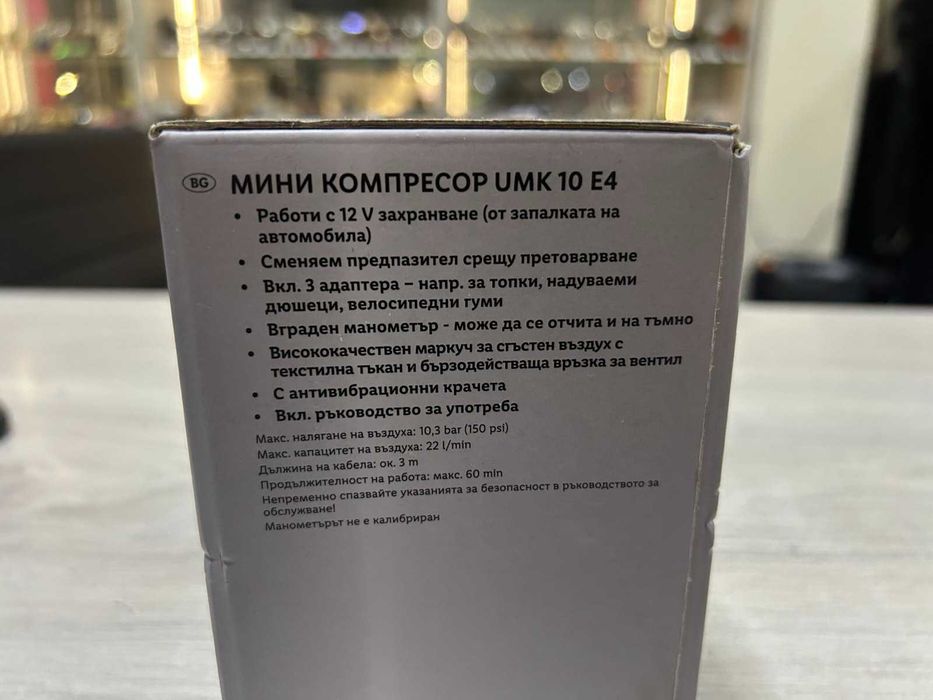 BG МИНИ КОМПРЕСОР UMK 10 E4
• Работи с 12 V захранване (от запалката на
автомобила)
• Сменяем предпазител срещу претоварване
• Вкл. 3 адаптера – напр. за топки, надуваеми
дюшеци, велосипедни гуми
• Вграден манометър - може да се отчита и на тъмно
• Висококачествен маркуч за сгъстен въздух с
текстилна тъкан и бързодействаща връзка за вентил
• С антивибрационни крачета
• Вкл. ръководство за употреба
Макс. налягане на въздуха: 10,3 bar (150 psi)
Макс. капацитет на въздуха: 22 l/min
Дължина на кабела: ок. 3 m
Продължителност на работа: макс. 60 min
Непременно спазвайте указанията за безопасност в ръководството за
обслужване!
Манометърът не е калибриран